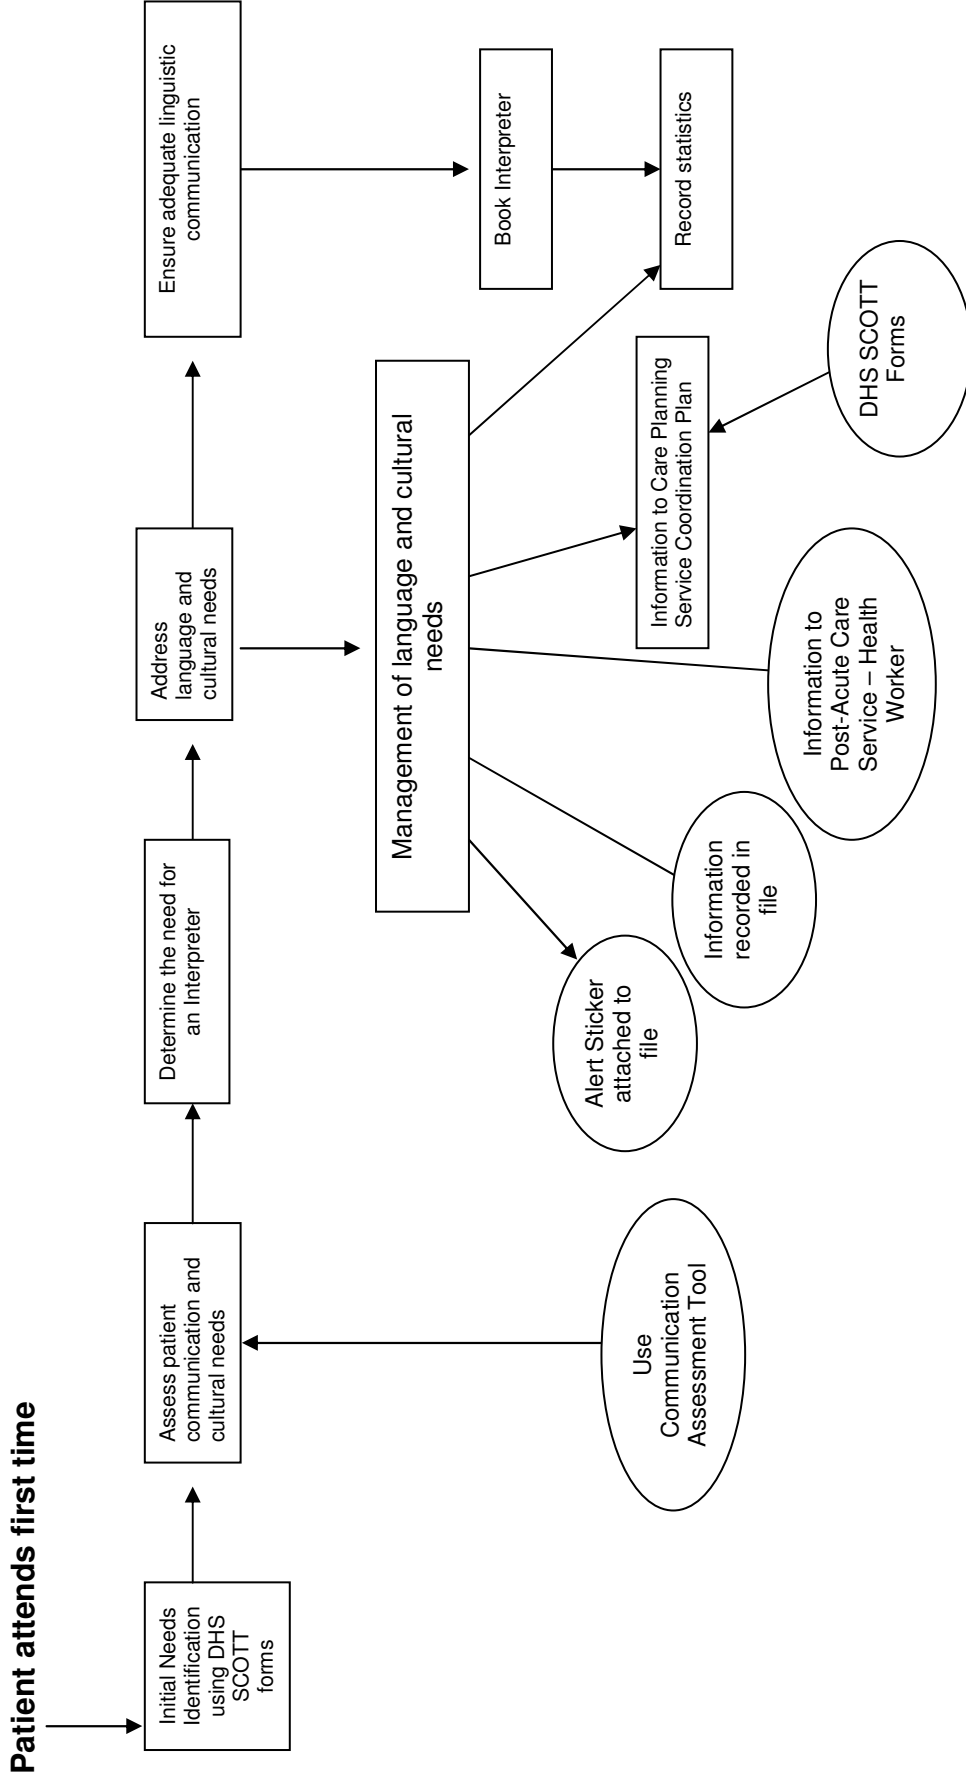 Patient attends first time
Initial Needs
Identification
using DHS
SCOTT
forms
Assess patient
communication and
cultural needs
Determine the need for
an Interpreter
Address
language and
cultural needs
Ensure adequate linguistic
communication
Management of language and cultural
needs
Book Interpreter
Record statistics
Use
Communication
Assessment Tool
Alert Sticker
attached to
file
Information
recorded in
file
Information to
Post-Acute Care
Service – Health
Worker
Information to Care Planning
Service Coordination Plan
DHS SCOTT
Forms